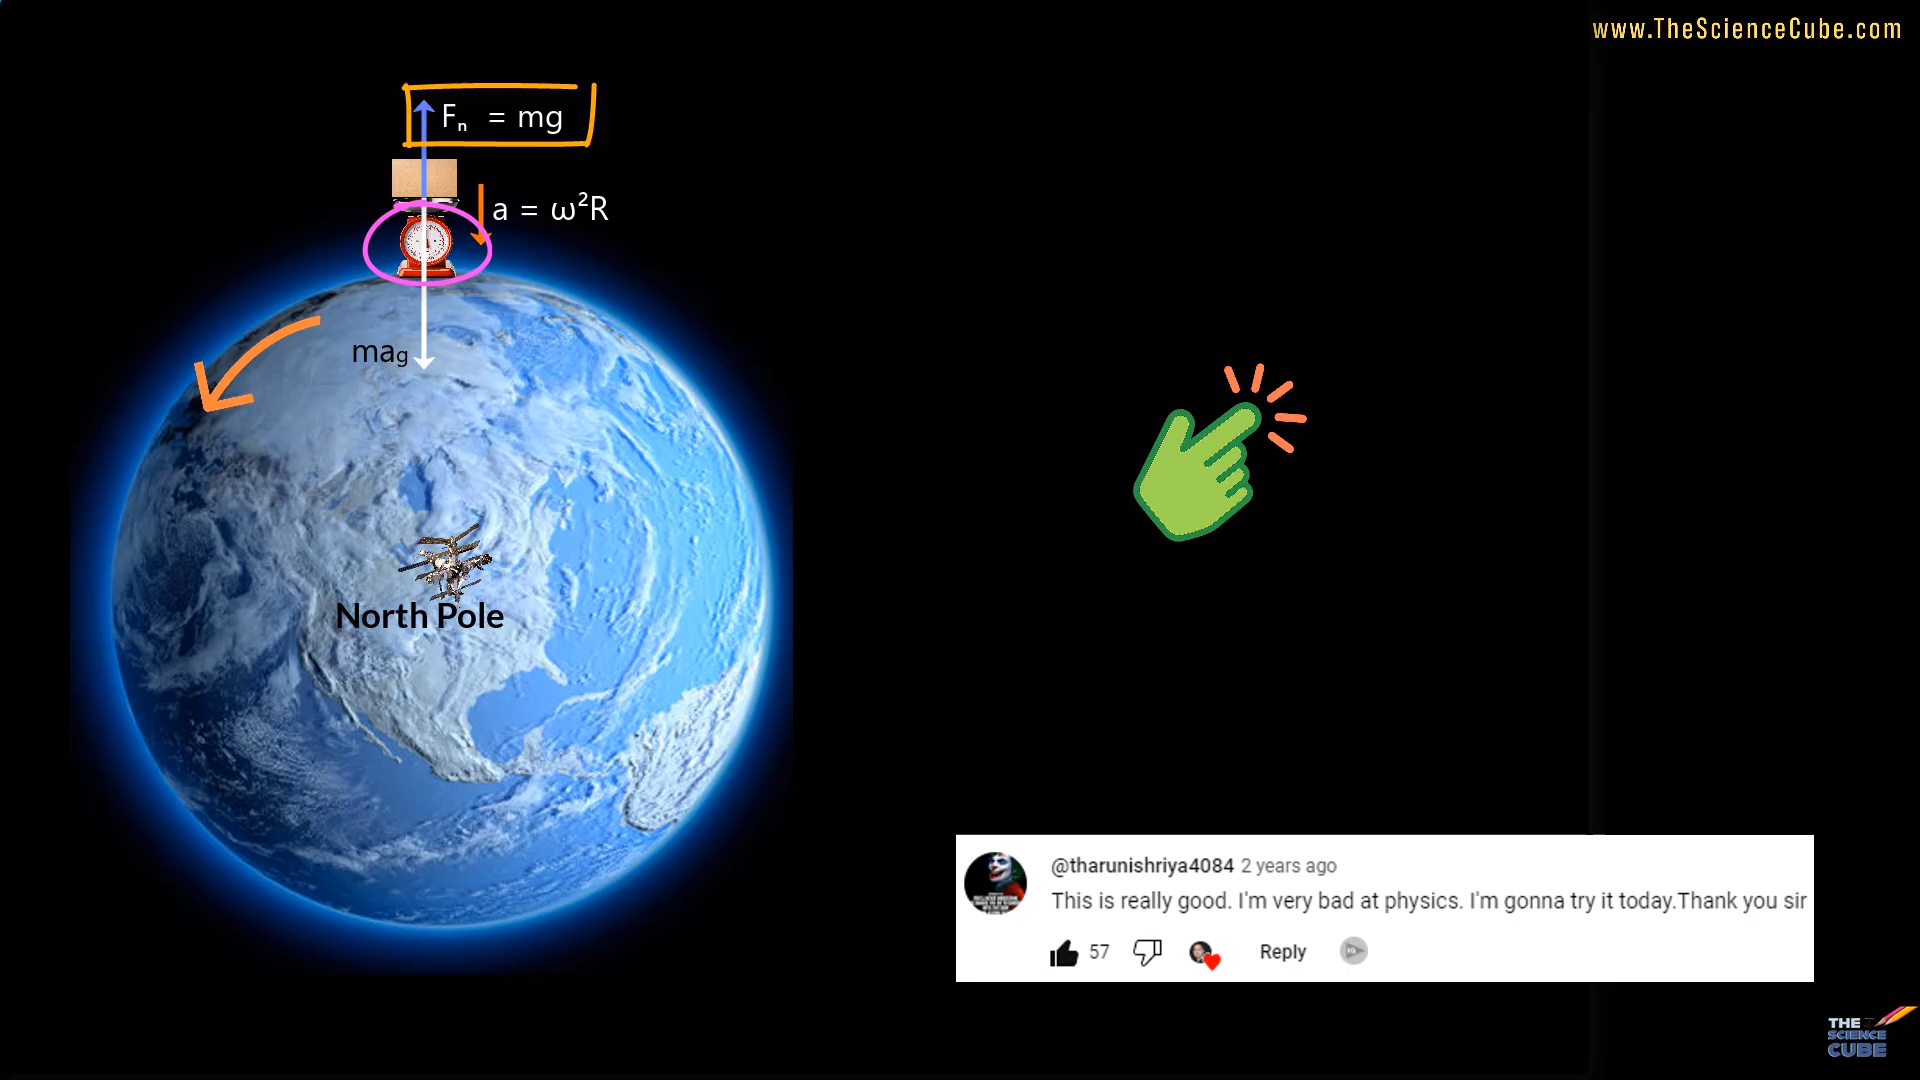 www.TheScienceCube.com
Fₙ = mg
a = ω²R
mag
North Pole
@tharunishriya4084 2 years ago
This is really good. I'm very bad at physics. I'm gonna try it today.Thank you sir
57 Reply
THE
SCIENCE
CUBE